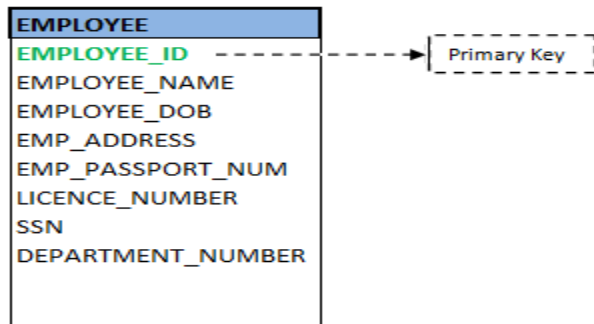 EMPLOYEE
EMPLOYEE_ID
Primary Key
EMPLOYEE_NAME
EMPLOYEE_DOB
EMP_ADDRESS
EMP_PASSPORT_NUM
LICENCE_NUMBER
SSN
DEPARTMENT_NUMBER